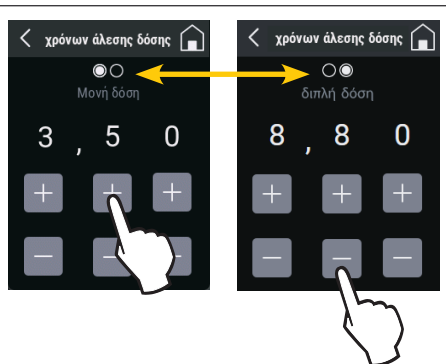 χρόνων άλεσης δόσης
Μονή δόση
3 , 5 0
+ + +
− − −
χρόνων άλεσης δόσης
διπλή δόση
8 , 8 0
+ + +
− − −